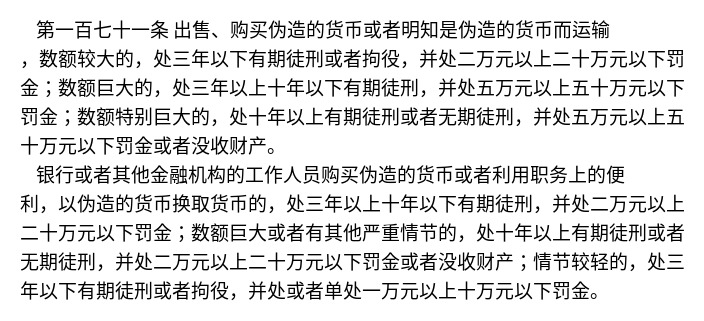 第一百七十一条 出售、购买伪造的货币或者明知是伪造的货币而运输
，数额较大的，处三年以下有期徒刑或者拘役，并处二万元以上二十万元以下罚
金；数额巨大的，处三年以上十年以下有期徒刑，并处五万元以上五十万元以下
罚金；数额特别巨大的，处十年以上有期徒刑或者无期徒刑，并处五万元以上五
十万元以下罚金或者没收财产。
银行或者其他金融机构的工作人员购买伪造的货币或者利用职务上的便
利，以伪造的货币换取货币的，处三年以上十年以下有期徒刑，并处二万元以上
二十万元以下罚金；数额巨大或者有其他严重情节的，处十年以上有期徒刑或者
无期徒刑，并处二万元以上二十万元以下罚金或者没收财产；情节较轻的，处三
年以下有期徒刑或者拘役，并处或者单处一万元以上十万元以下罚金。